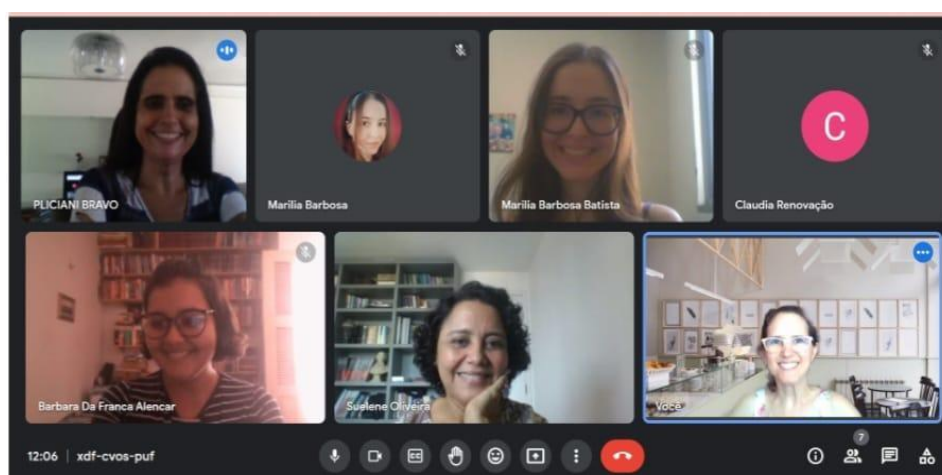 PLICIANI BRAVO
Marilia Barbosa
Marilia Barbosa Batista
C
Claudia Renovação
Barbara Da Franca Alencar
Suelene Oliveira
Você
12:06 | xdf-cvos-puf
CC
7